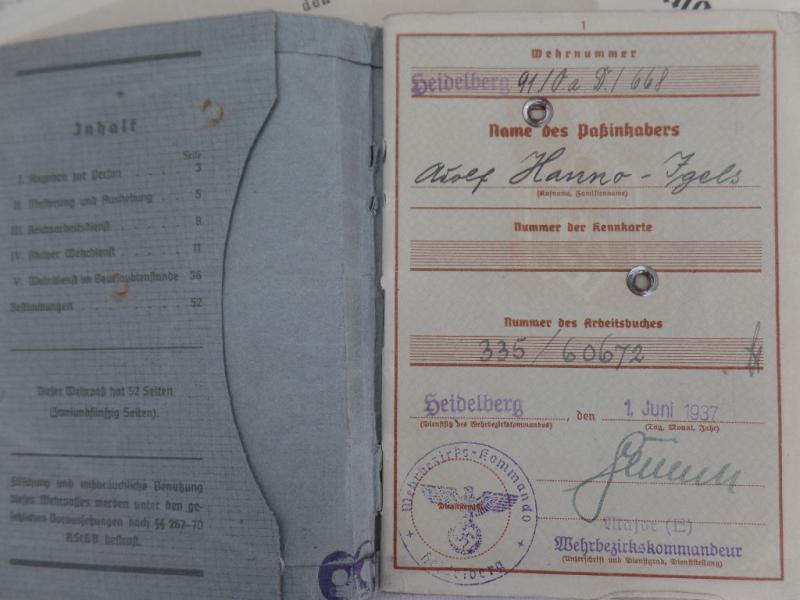 den
Inhalt
Seite
I. Angaben zur Person . . . 3
II. Musterung und Aushebung . 5
III. Reichsarbeitsdienst . . . 8
IV. Aktiver Wehrdienst . . . 11
V. Wehrdienst im Beurlaubtenstande 36
Bestimmungen . . . . 52
Dieser Wehrpaß hat 52 Seiten
(Zweiundfünfzig Seiten).
Fälschung und mißbräuchliche Benutzung
dieses Wehrpasses werden unter den ge-
setzlichen Voraussetzungen nach §§ 267-70
RStGB bestraft.
1
Wehrnummer
Heidelberg 91/0a D./668
Name des Paßinhabers
Adolf Hanno-Igels
(Rufname, Familienname)
Nummer der Kennkarte
Nummer des Arbeitsbuches
335/60672
Heidelberg, den 1. Juni 1937
(Dienstsitz des Wehrbezirkskommandos) (Tag, Monat, Jahr)
Wehrbezirks-Kommando
Heidelberg
(Dienststempel)
Major (E)
Wehrbezirkskommandeur
(Unterschrift und Dienstgrad, Dienststellung)